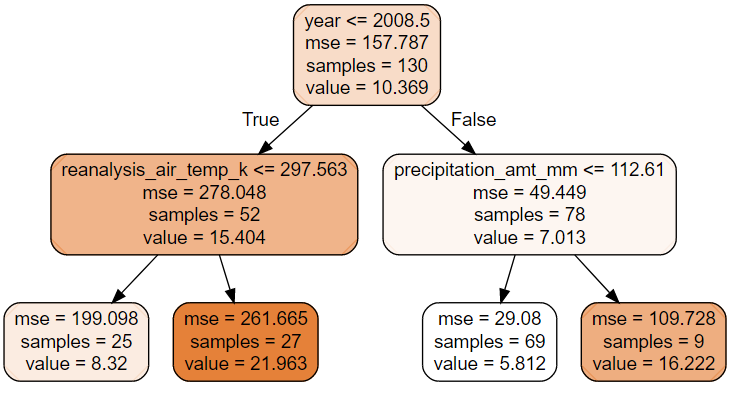 year <= 2008.5
mse = 157.787
samples = 130
value = 10.369
True
False
reanalysis_air_temp_k <= 297.563
mse = 278.048
samples = 52
value = 15.404
precipitation_amt_mm <= 112.61
mse = 49.449
samples = 78
value = 7.013
mse = 199.098
samples = 25
value = 8.32
mse = 261.665
samples = 27
value = 21.963
mse = 29.08
samples = 69
value = 5.812
mse = 109.728
samples = 9
value = 16.222